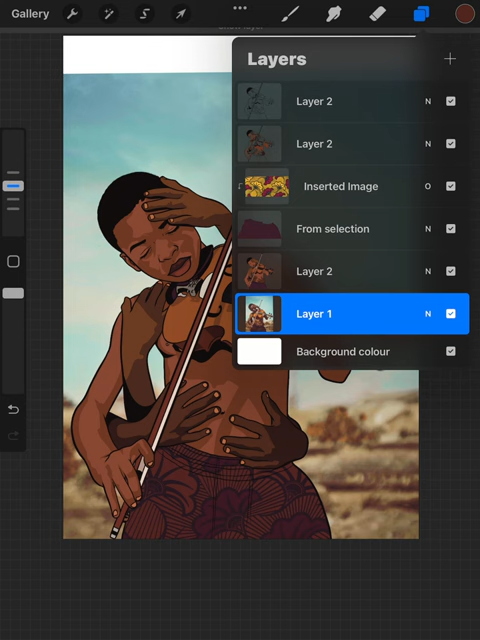 Gallery
Layers
Layer 2 N
Layer 2 N
Inserted Image O
From selection N
Layer 2 N
Layer 1 N
Background colour